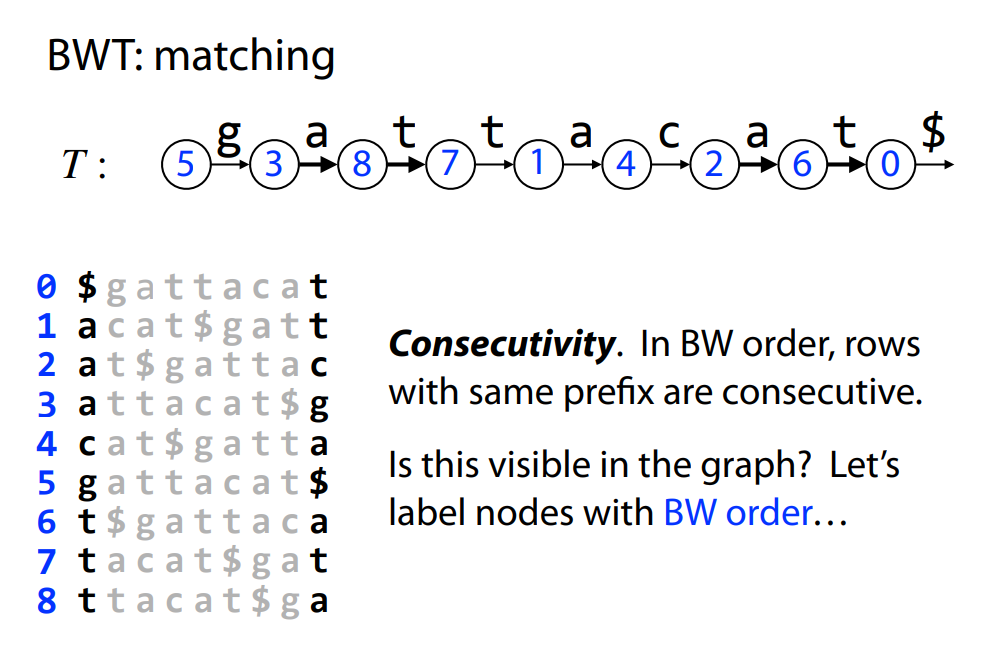 BWT: matching
g a t t a c a t $
T : 5 3 8 7 1 4 2 6 0
0 $gattacat
1 acat$gatt
2 at$gattac
3 attacat$g
4 cat$gatta
5 gattacat$
6 t$gattaca
7 tacat$gat
8 ttacat$ga
Consecutivity. In BW order, rows
with same prefix are consecutive.
Is this visible in the graph? Let’s
label nodes with BW order…